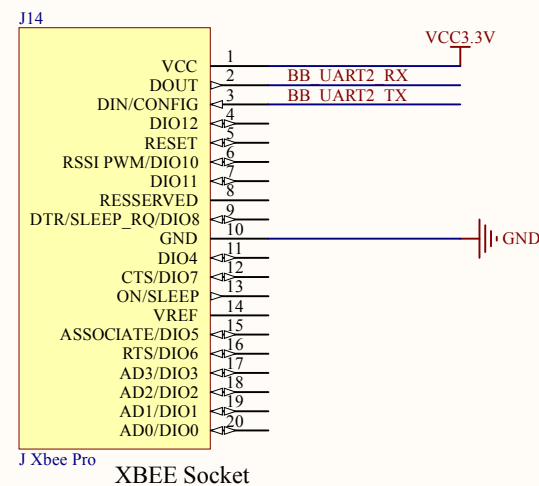 J14
VCC 1 VCC3.3V
DOUT 2 BB_UART2_RX
DIN/CONFIG 3 BB_UART2_TX
DIO12 4
RESET 5
RSSI PWM/DIO10 6
DIO11 7
RESSERVED 8
DTR/SLEEP_RQ/DIO8 9
GND 10 GND
DIO4 11
CTS/DIO7 12
ON/SLEEP 13
VREF 14
ASSOCIATE/DIO5 15
RTS/DIO6 16
AD3/DIO3 17
AD2/DIO2 18
AD1/DIO1 19
AD0/DIO0 20
J Xbee Pro
XBEE Socket